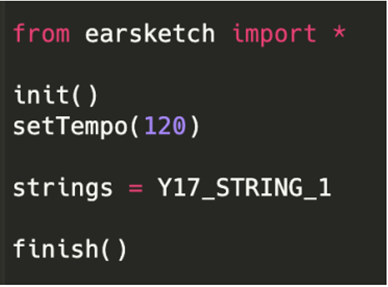 from earsketch import *
init()
setTempo(120)
strings = Y17_STRING_1
finish()